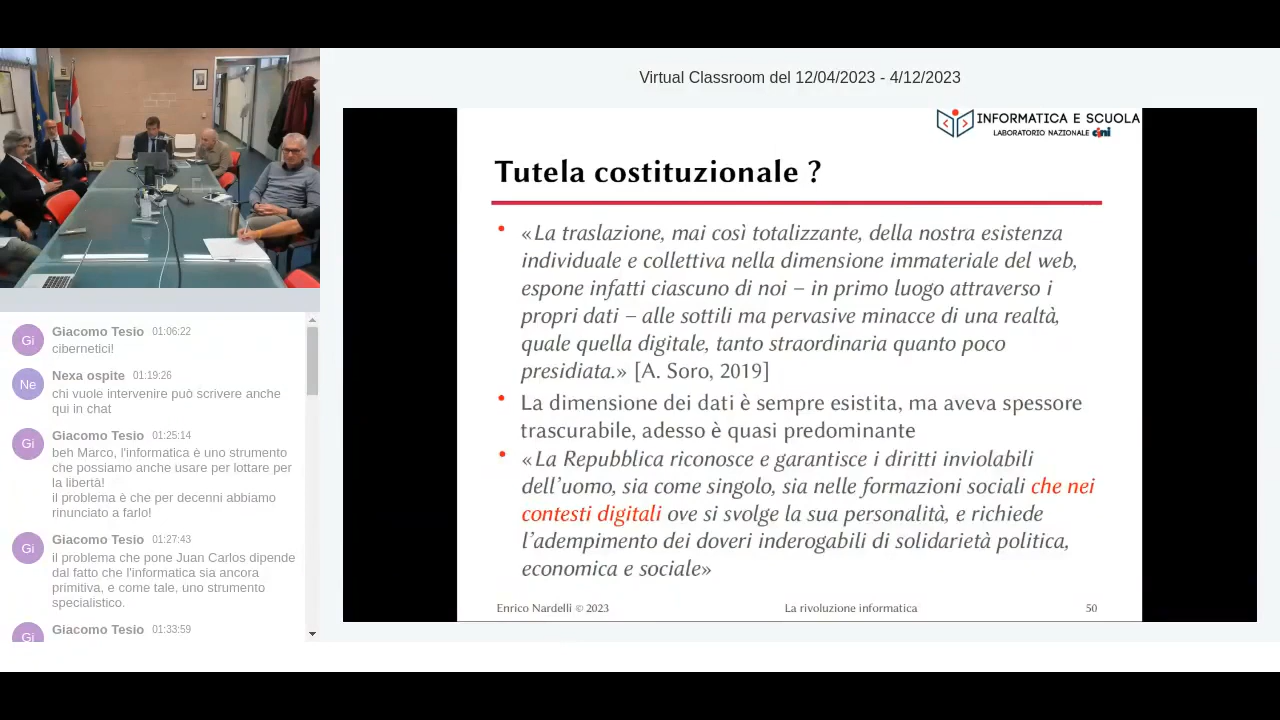 Virtual Classroom del 12/04/2023 - 4/12/2023
INFORMATICA E SCUOLA
LABORATORIO NAZIONALE cini
Tutela costituzionale ?
• «La traslazione, mai così totalizzante, della nostra esistenza
individuale e collettiva nella dimensione immateriale del web,
espone infatti ciascuno di noi – in primo luogo attraverso i
propri dati – alle sottili ma pervasive minacce di una realtà,
quale quella digitale, tanto straordinaria quanto poco
presidiata.» [A. Soro, 2019]
• La dimensione dei dati è sempre esistita, ma aveva spessore
trascurabile, adesso è quasi predominante
• «La Repubblica riconosce e garantisce i diritti inviolabili
dell'uomo, sia come singolo, sia nelle formazioni sociali che nei
contesti digitali ove si svolge la sua personalità, e richiede
l'adempimento dei doveri inderogabili di solidarietà politica,
economica e sociale»
Enrico Nardelli © 2023 La rivoluzione informatica 50
Gi Giacomo Tesio 01:06:22
cibernetici!
Ne Nexa ospite 01:19:26
chi vuole intervenire può scrivere anche
qui in chat
Gi Giacomo Tesio 01:25:14
beh Marco, l'informatica è uno strumento
che possiamo anche usare per lottare per
la libertà!
il problema è che per decenni abbiamo
rinunciato a farlo!
Gi Giacomo Tesio 01:27:43
il problema che pone Juan Carlos dipende
dal fatto che l'informatica sia ancora
primitiva, e come tale, uno strumento
specialistico.
Gi Giacomo Tesio 01:33:59